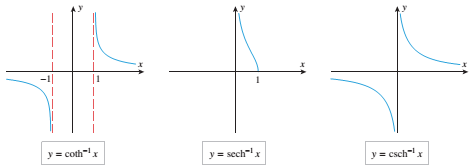 y
x
−1
1
y = coth⁻¹ x
y
x
1
y = sech⁻¹ x
y
x
y = csch⁻¹ x